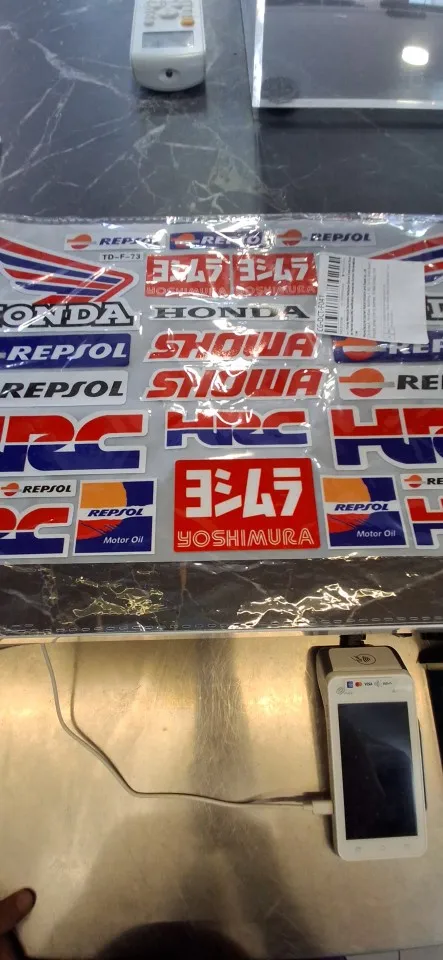 REPSOL
REPSOL
REPSOL
TD-F-73
ヨシムラ
YOSHIMURA
ヨシムラ
YOSHIMURA
HONDA
HONDA
REPSOL
SHOWA
REPSOL
SHOWA
HRC
HRC
HRC
REPSOL
REPSOL
Motor Oil
ヨシムラ
YOSHIMURA
REPSOL
Motor Oil
HRC